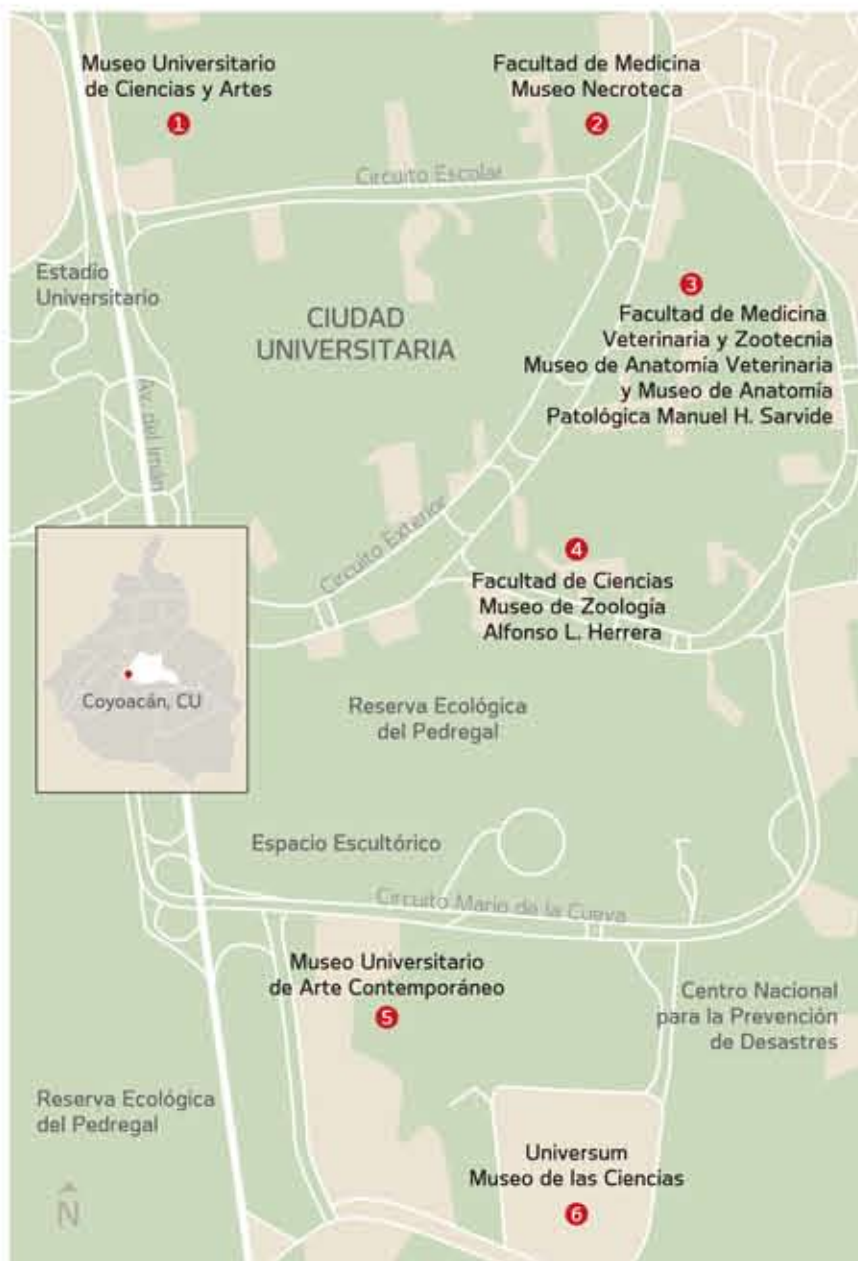 Museo Universitario
de Ciencias y Artes
1
Facultad de Medicina
Museo Necroteca
2
Circuito Escolar
Estadio
Universitario
CIUDAD
UNIVERSITARIA
3
Facultad de Medicina
Veterinaria y Zootecnia
Museo de Anatomía Veterinaria
y Museo de Anatomía
Patológica Manuel H. Sarvide
Av. del Imán
Circuito Exterior
4
Facultad de Ciencias
Museo de Zoología
Alfonso L. Herrera
Coyoacán, CU
Reserva Ecológica
del Pedregal
Espacio Escultórico
Circuito Mario de la Cueva
Museo Universitario
de Arte Contemporáneo
5
Centro Nacional
para la Prevención
de Desastres
Reserva Ecológica
del Pedregal
Universum
Museo de las Ciencias
6
N